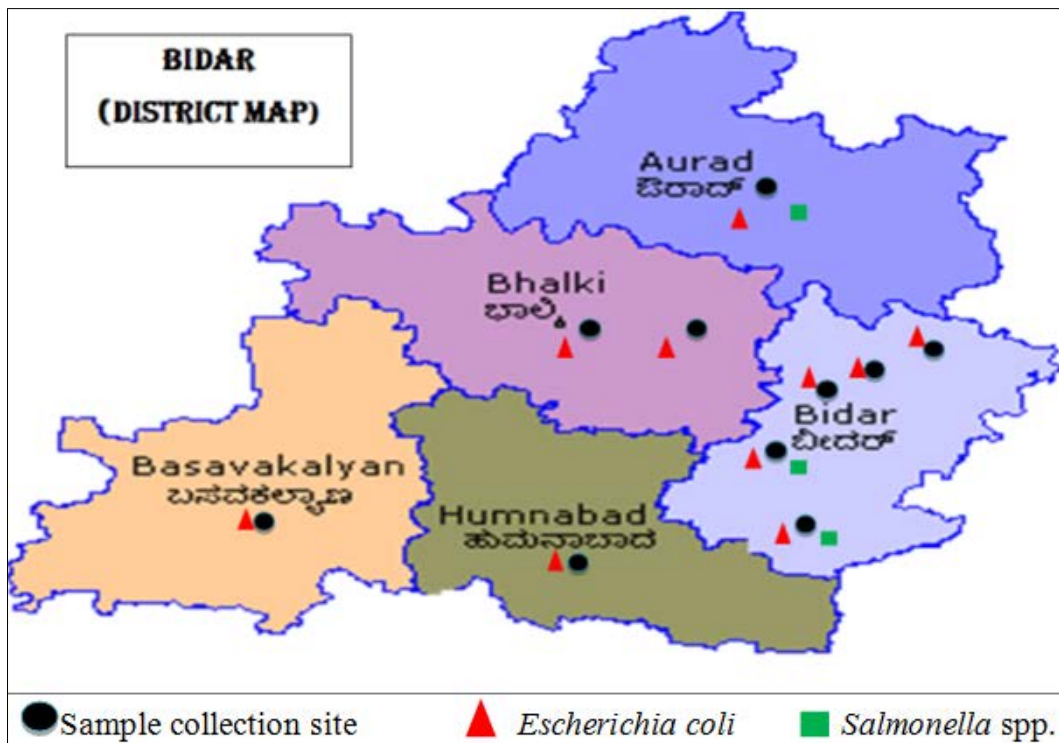 BIDAR
(DISTRICT MAP)
Aurad
ಔರಾದ್
Bhalki
ಭಾಲ್ಕಿ
Bidar
ಬೀದರ್
Basavakalyan
ಬಸವಕಲ್ಯಾಣ
Humnabad
ಹುಮನಾಬಾದ
Sample collection site
Escherichia coli
Salmonella spp.